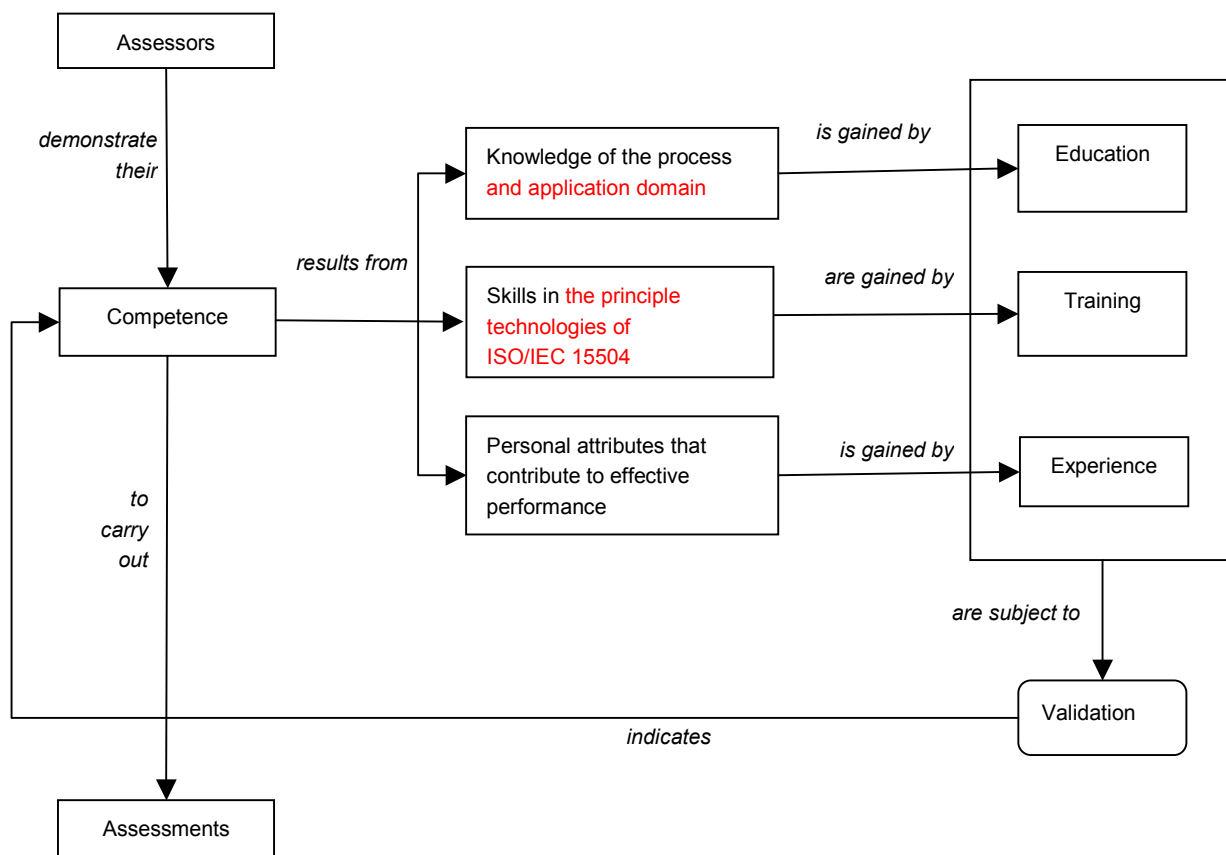 Assessors
demonstrate
their
Knowledge of the process
and application domain
is gained by
Education
results from
Competence
Skills in the principle
technologies of
ISO/IEC 15504
are gained by
Training
Personal attributes that
contribute to effective
performance
is gained by
Experience
to
carry
out
are subject to
Validation
indicates
Assessments